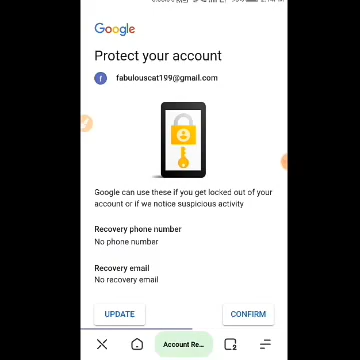 Google
Protect your account
f fabulouscat199@gmail.com
Google can use these if you get locked out of your
account or if we notice suspicious activity
Recovery phone number
No phone number
Recovery email
No recovery email
UPDATE CONFIRM
Account Re... 2